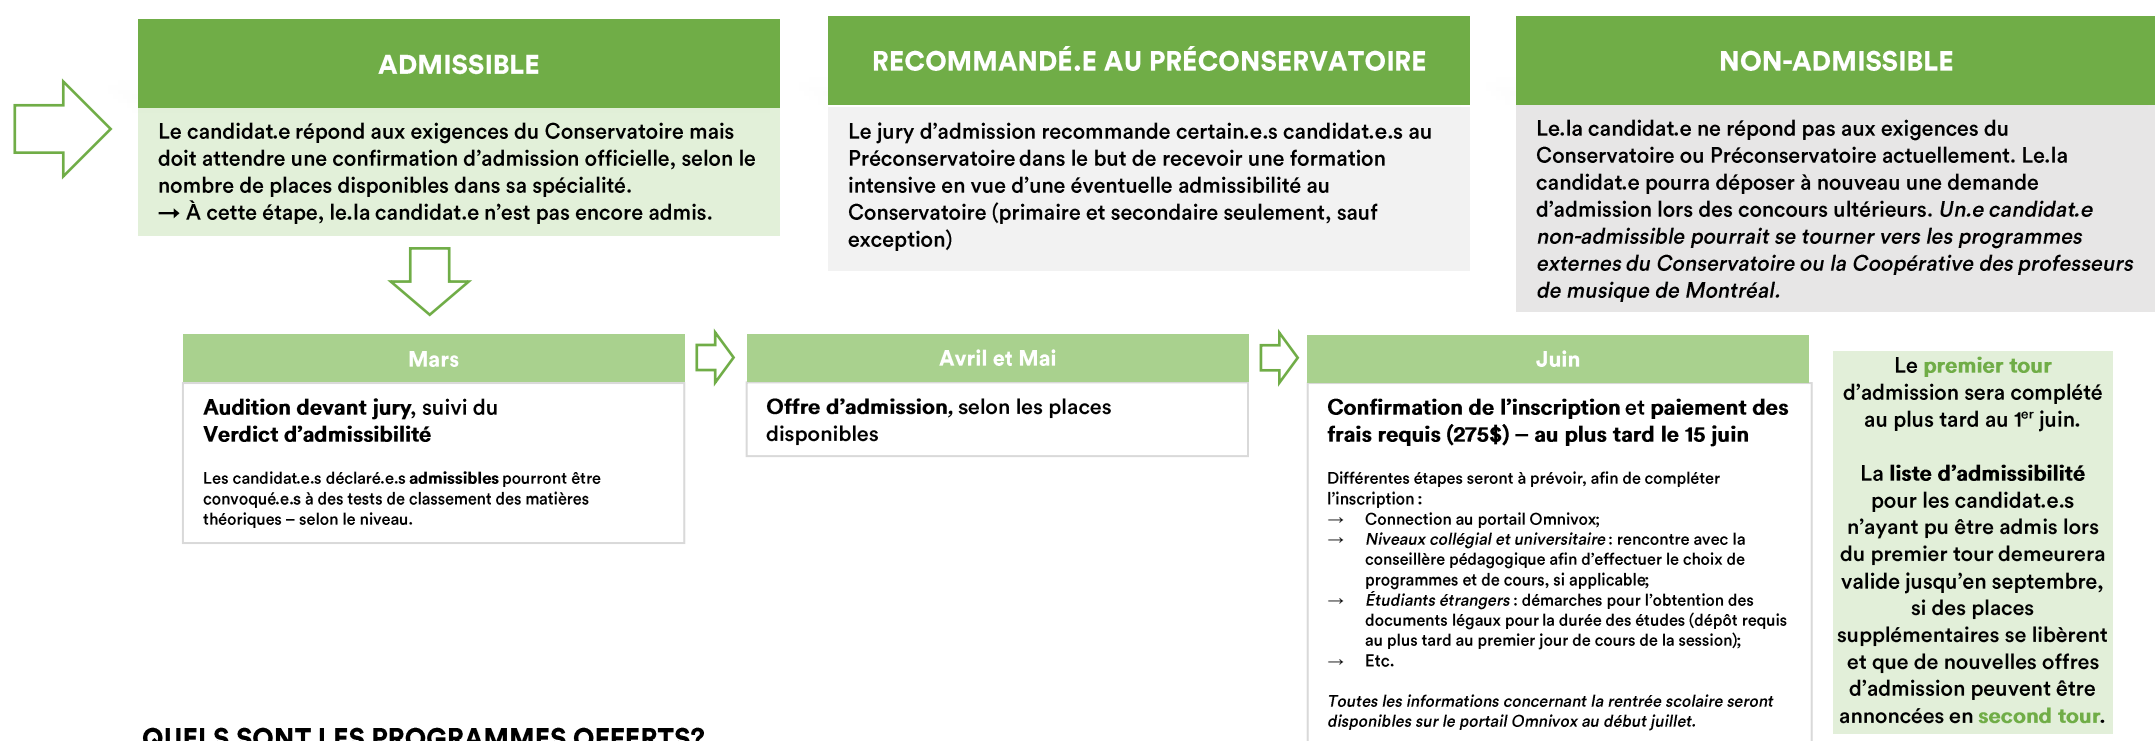 ADMISSIBLE
Le candidat.e répond aux exigences du Conservatoire mais
doit attendre une confirmation d’admission officielle, selon le
nombre de places disponibles dans sa spécialité.
→ À cette étape, le.la candidat.e n’est pas encore admis.
RECOMMANDÉ.E AU PRÉCONSERVATOIRE
Le jury d’admission recommande certain.e.s candidat.e.s au
Préconservatoire dans le but de recevoir une formation
intensive en vue d’une éventuelle admissibilité au
Conservatoire (primaire et secondaire seulement, sauf
exception)
NON-ADMISSIBLE
Le.la candidat.e ne répond pas aux exigences du
Conservatoire ou Préconservatoire actuellement. Le.la
candidat.e pourra déposer à nouveau une demande
d’admission lors des concours ultérieurs. Un.e candidat.e
non-admissible pourrait se tourner vers les programmes
externes du Conservatoire ou la Coopérative des professeurs
de musique de Montréal.
Mars
Audition devant jury, suivi du
Verdict d’admissibilité
Les candidat.e.s déclaré.e.s admissibles pourront être
convoqué.e.s à des tests de classement des matières
théoriques – selon le niveau.
Avril et Mai
Offre d’admission, selon les places
disponibles
Juin
Confirmation de l’inscription et paiement des
frais requis (275$) – au plus tard le 15 juin
Différentes étapes seront à prévoir, afin de compléter
l’inscription :
→ Connection au portail Omnivox;
→ Niveaux collégial et universitaire : rencontre avec la
conseillère pédagogique afin d’effectuer le choix de
programmes et de cours, si applicable;
→ Étudiants étrangers : démarches pour l’obtention des
documents légaux pour la durée des études (dépôt requis
au plus tard au premier jour de cours de la session);
→ Etc.
Toutes les informations concernant la rentrée scolaire seront
disponibles sur le portail Omnivox au début juillet.
Le premier tour
d’admission sera complété
au plus tard au 1er juin.
La liste d’admissibilité
pour les candidat.e.s
n’ayant pu être admis lors
du premier tour demeurera
valide jusqu’en septembre,
si des places
supplémentaires se libèrent
et que de nouvelles offres
d’admission peuvent être
annoncées en second tour.
QUELS SONT LES PROGRAMMES OFFERTS?